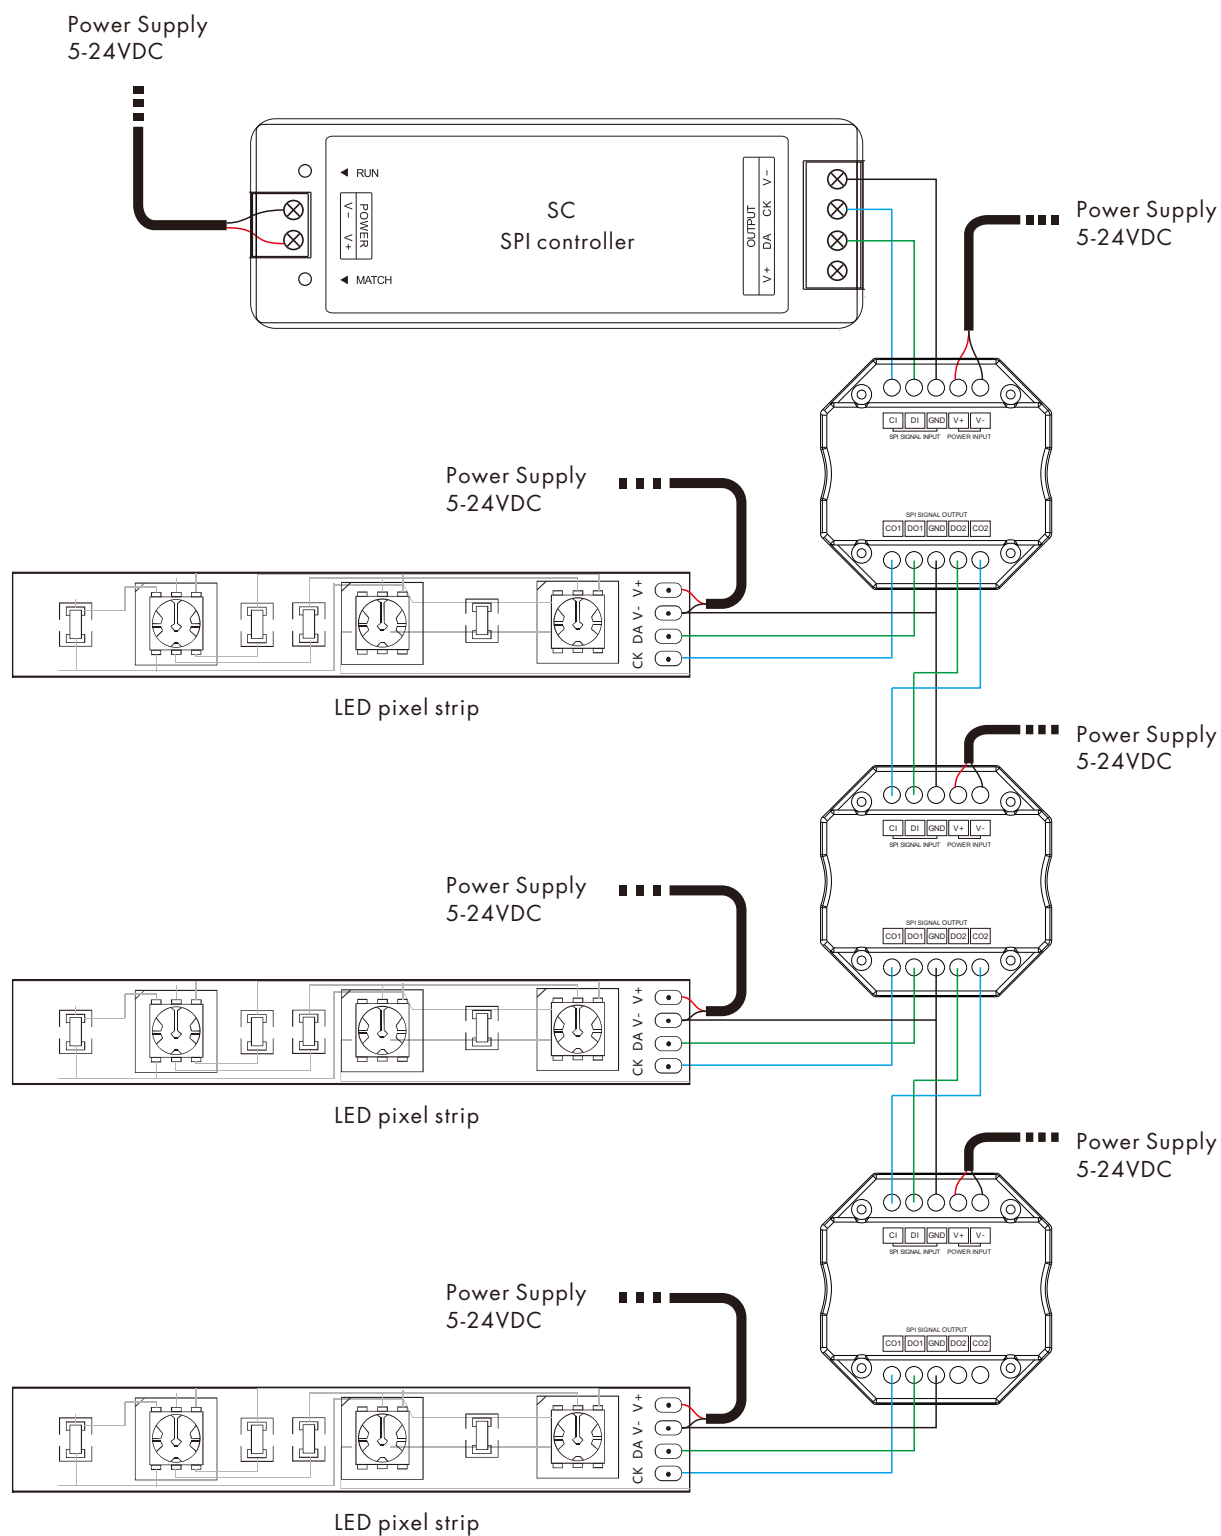 Power Supply
5-24VDC
RUN
POWER
V- V+
MATCH
SC
SPI controller
OUTPUT
V+ DA CK V-
Power Supply
5-24VDC
CI DI GND V+ V-
SPI SIGNAL INPUT POWER INPUT
SPI SIGNAL OUTPUT
CO1 DO1 GND DO2 CO2
Power Supply
5-24VDC
CK DA V- V+
LED pixel strip
Power Supply
5-24VDC
CI DI GND V+ V-
SPI SIGNAL INPUT POWER INPUT
SPI SIGNAL OUTPUT
CO1 DO1 GND DO2 CO2
Power Supply
5-24VDC
CK DA V- V+
LED pixel strip
Power Supply
5-24VDC
CI DI GND V+ V-
SPI SIGNAL INPUT POWER INPUT
SPI SIGNAL OUTPUT
CO1 DO1 GND DO2 CO2
Power Supply
5-24VDC
CK DA V- V+
LED pixel strip